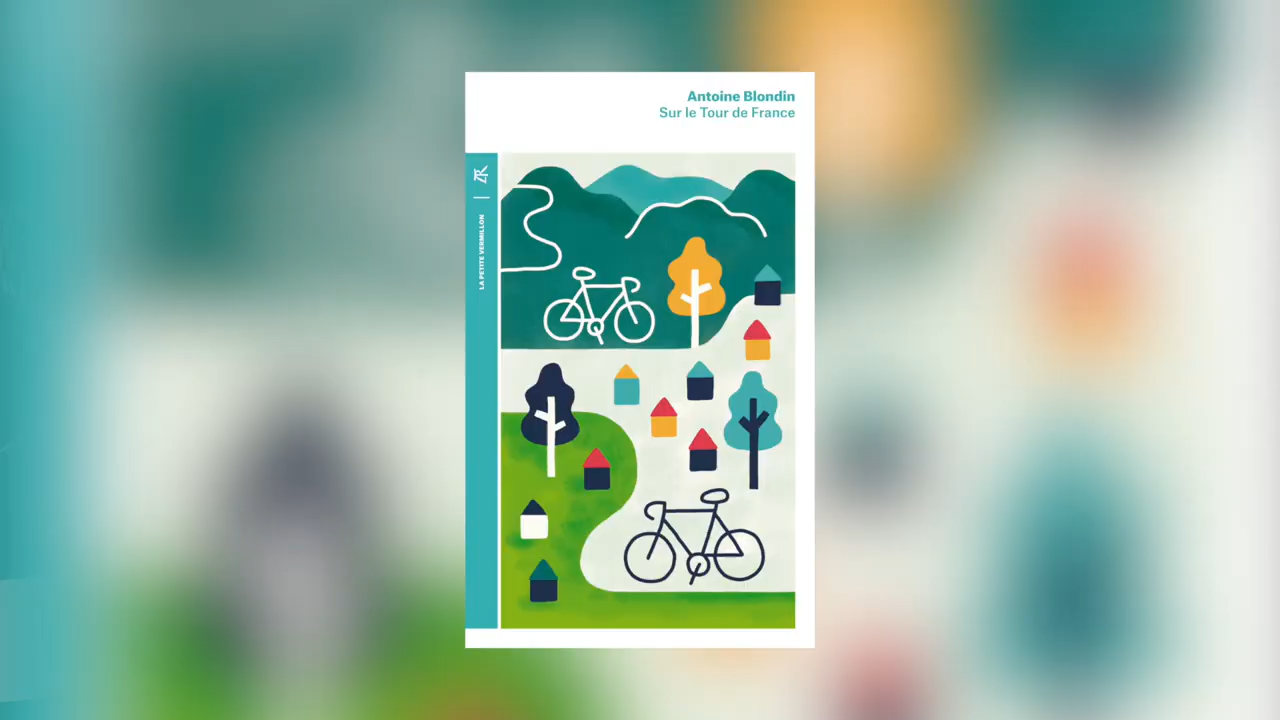 Antoine Blondin
Sur le Tour de France
LA PETITE VERMILLON